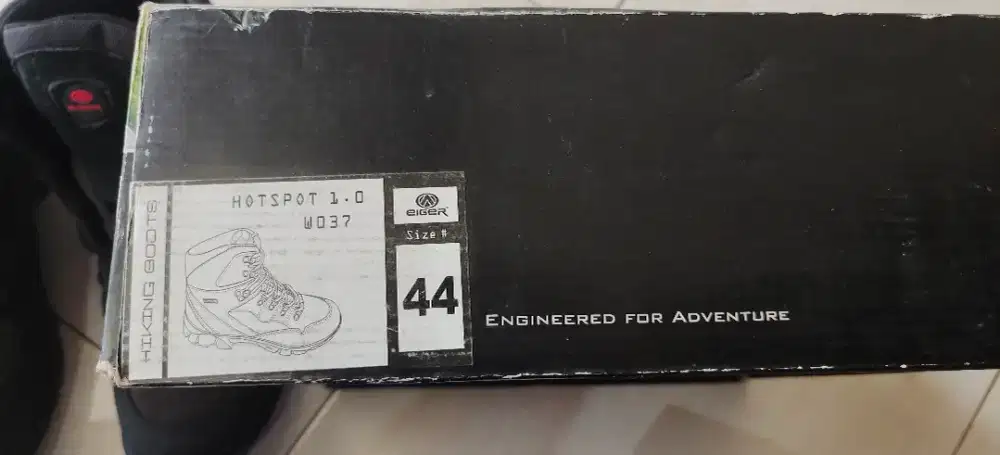 HIKING BOOTS
HOTSPOT 1.0
W037
EIGER
Size #
44
ENGINEERED FOR ADVENTURE